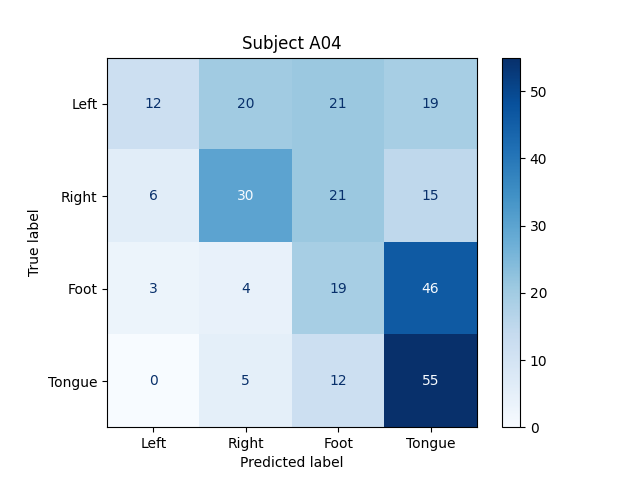 Subject A04
Left 12 20 21 19
Right 6 30 21 15
Foot 3 4 19 46
Tongue 0 5 12 55
Left Right Foot Tongue
Predicted label
True label
50
40
30
20
10
0